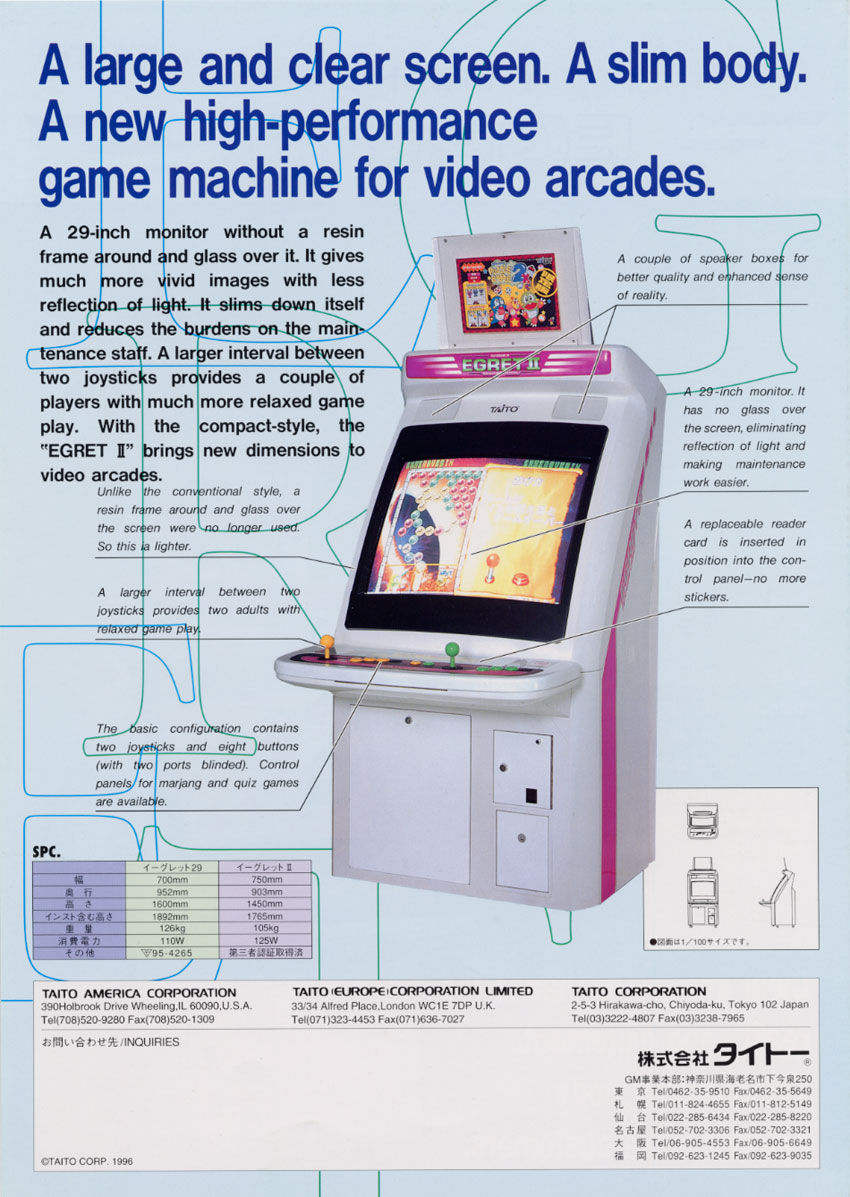 A large and clear screen. A slim body.
A new high-performance
game machine for video arcades.
A 29-inch monitor without a resin
frame around and glass over it. It gives
much more vivid images with less
reflection of light. It slims down itself
and reduces the burdens on the main-
tenance staff. A larger interval between
two joysticks provides a couple of
players with much more relaxed game
play. With the compact-style, the
"EGRET II" brings new dimensions to
video arcades.
A couple of speaker boxes for
better quality and enhanced sense
of reality.
EGRET II
TAITO
A 29-inch monitor. It
has no glass over
the screen, eliminating
reflection of light and
making maintenance
work easier.
Unlike the conventional style, a
resin frame around and glass over
the screen were no longer used.
So this ia lighter.
A replaceable reader
card is inserted in
position into the con-
trol panel—no more
stickers.
A larger interval between two
joysticks provides two adults with
relaxed game play.
The basic configuration contains
two joysticks and eight buttons
(with two ports blinded). Control
panels for marjang and quiz games
are available.
SPC.
イーグレット29 イーグレットII
幅 700mm 750mm
奥行 952mm 903mm
高さ 1600mm 1450mm
インスト含む高さ 1892mm 1765mm
重量 126kg 105kg
消費電力 110W 125W
その他 95-4265 第三者認証取得済
●図面は1/100サイズです。
TAITO AMERICA CORPORATION
390Holbrook Drive Wheeling,IL 60090,U.S.A.
Tel(708)520-9280 Fax(708)520-1309
TAITO (EUROPE) CORPORATION LIMITED
33/34 Alfred Place,London WC1E 7DP U.K.
Tel(071)323-4453 Fax(071)636-7027
TAITO CORPORATION
2-5-3 Hirakawa-cho, Chiyoda-ku, Tokyo 102 Japan
Tel(03)3222-4807 Fax(03)3238-7965
お問い合わせ先/INQUIRIES
株式会社タイトー®
GM事業本部:神奈川県海老名市下今泉250
東京 Tel/0462-35-9510 Fax/0462-35-5649
札幌 Tel/011-824-4655 Fax/011-812-5149
仙台 Tel/022-285-6434 Fax/022-285-8220
名古屋 Tel/052-702-3306 Fax/052-702-3321
大阪 Tel/06-905-4553 Fax/06-905-6649
福岡 Tel/092-623-1245 Fax/092-623-9035
©TAITO CORP. 1996